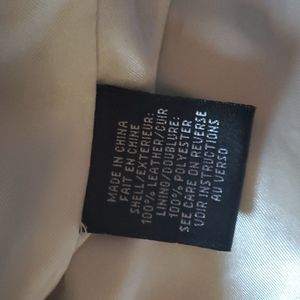 MADE IN CHINA
FAIT EN CHINE
SHELL/EXTERIEUR:
100% LEATHER/CUIR
LINING/DOUBLURE:
100% POLYESTER
SEE CARE ON REVERSE
VOIR INSTRUCTIONS
AU VERSO